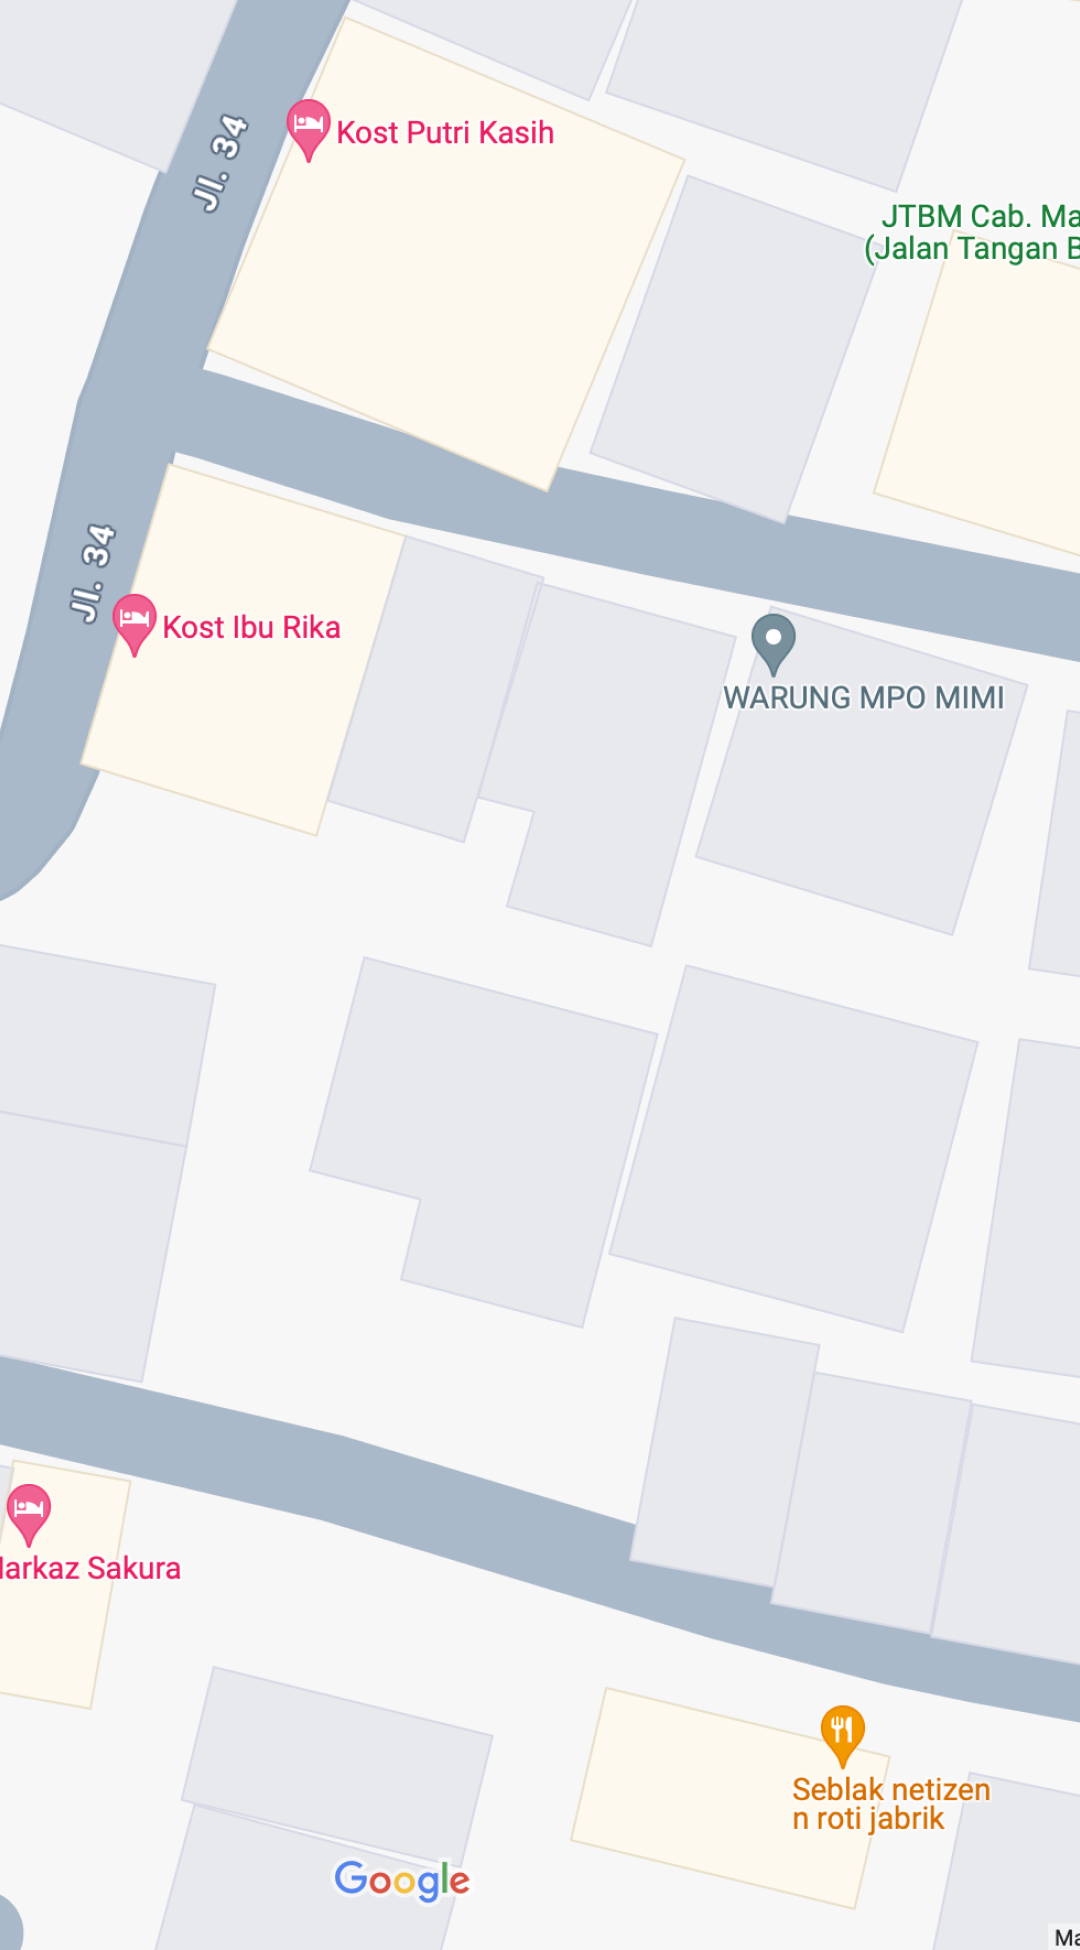 Jl. 34
Kost Putri Kasih
JTBM Cab. Ma
(Jalan Tangan B
Jl. 34
Kost Ibu Rika
WARUNG MPO MIMI
arkaz Sakura
Seblak netizen
n roti jabrik
Google
Ma